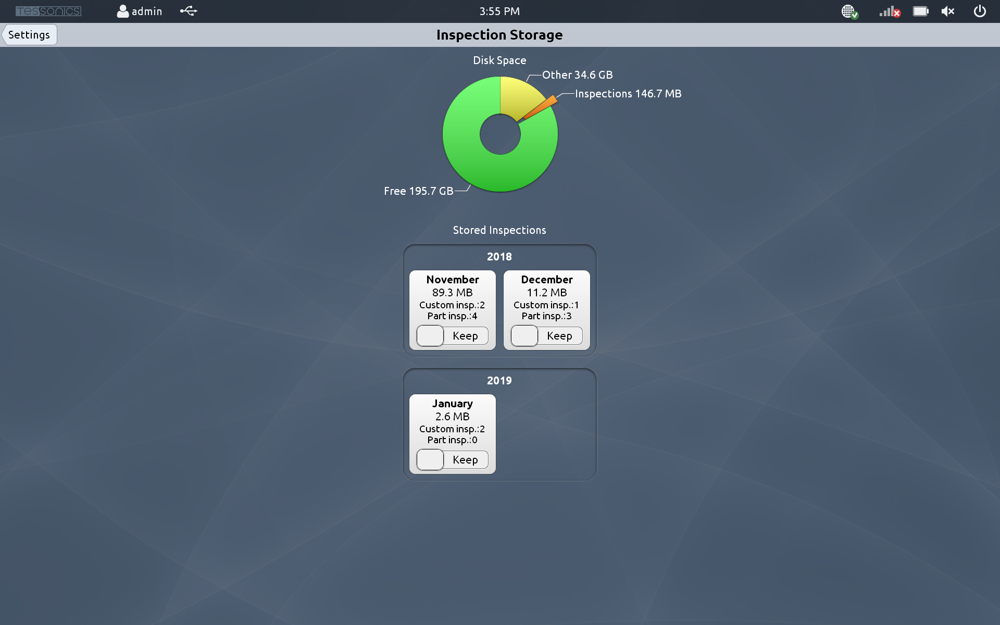 Tessonics
admin
3:55 PM
Settings
Inspection Storage
Disk Space
Other 34.6 GB
Inspections 146.7 MB
Free 195.7 GB
Stored Inspections
2018
November
89.3 MB
Custom insp.:2
Part insp.:4
Keep
December
11.2 MB
Custom insp.:1
Part insp.:3
Keep
2019
January
2.6 MB
Custom insp.:2
Part insp.:0
Keep